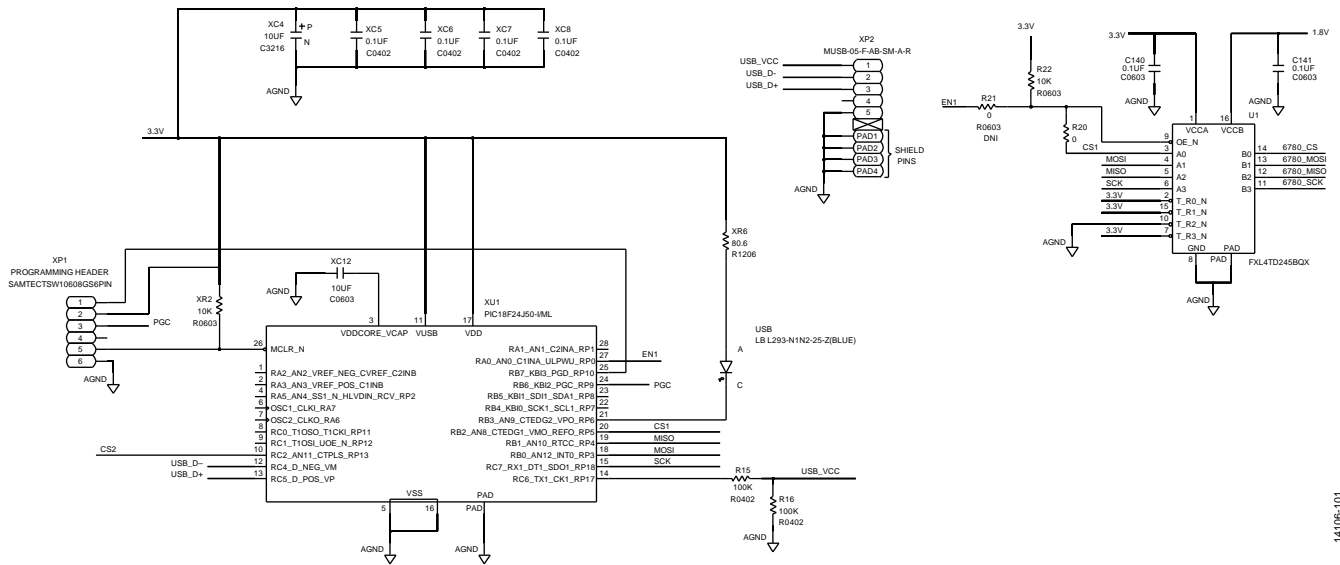 XC4
10UF
C3216
+ P
N
XC5
0.1UF
C0402
XC6
0.1UF
C0402
XC7
0.1UF
C0402
XC8
0.1UF
C0402
AGND
3.3V
XP2
MUSB-05-F-AB-SM-A-R
USB_VCC
USB_D-
USB_D+
1
2
3
4
5
PAD1
PAD2
PAD3
PAD4
SHIELD
PINS
AGND
3.3V
R22
10K
R0603
EN1
R21
0
R0603
DNI
R20
0
CS1
3.3V
C140
0.1UF
C0603
AGND
1.8V
C141
0.1UF
C0603
AGND
U1
1
16
VCCA
VCCB
9
OE_N
3
A0
MOSI
4
A1
MISO
5
A2
SCK
6
A3
3.3V
2
T_R0_N
3.3V
15
T_R1_N
10
T_R2_N
3.3V
7
T_R3_N
AGND
B0
14
6780_CS
B1
13
6780_MOSI
B2
12
6780_MISO
B3
11
6780_SCK
GND
PAD
8
PAD
FXL4TD245BQX
AGND
XP1
PROGRAMMING HEADER
SAMTECTSW10608GS6PIN
1
2
3
4
5
6
PGC
AGND
XR2
10K
R0603
XC12
10UF
C0603
AGND
XR6
80.6
R1206
XU1
PIC18F24J50-I/ML
3
11
17
VDDCORE_VCAP
VUSB
VDD
26
MCLR_N
1
RA2_AN2_VREF_NEG_CVREF_C2INB
2
RA3_AN3_VREF_POS_C1INB
4
RA5_AN4_SS1_N_HLVDIN_RCV_RP2
6
OSC1_CLKI_RA7
7
OSC2_CLKO_RA6
8
RC0_T1OSO_T1CKI_RP11
9
RC1_T1OSI_UOE_N_RP12
CS2
10
RC2_AN11_CTPLS_RP13
USB_D–
12
RC4_D_NEG_VM
USB_D+
13
RC5_D_POS_VP
RA1_AN1_C2INA_RP1
28
RA0_AN0_C1INA_ULPWU_RP0
27
EN1
RB7_KBI3_PGD_RP10
25
RB6_KBI2_PGC_RP9
24
PGC
RB5_KBI1_SDI1_SDA1_RP8
23
RB4_KBI0_SCK1_SCL1_RP7
22
RB3_AN9_CTEDG2_VPO_RP6
21
RB2_AN8_CTEDG1_VMO_REFO_RP5
20
CS1
RB1_AN10_RTCC_RP4
19
MISO
RB0_AN12_INT0_RP3
18
MOSI
RC7_RX1_DT1_SDO1_RP18
15
SCK
RC6_TX1_CK1_RP17
14
VSS
PAD
5
16
PAD
AGND
AGND
USB
LB L293-N1N2-25-Z(BLUE)
A
C
R15
100K
R0402
USB_VCC
R16
100K
R0402
AGND
14106-101